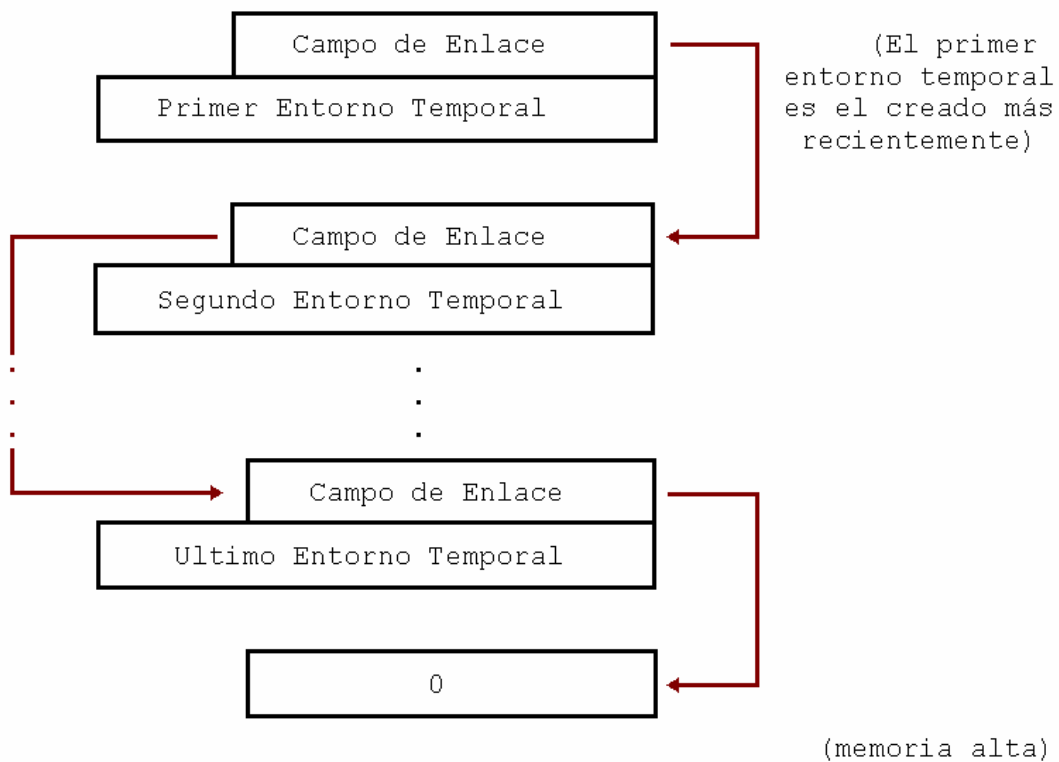 Campo de Enlace
(El primer
entorno temporal
es el creado más
recientemente)
Primer Entorno Temporal
Campo de Enlace
Segundo Entorno Temporal
.
.
.
.
.
.
Campo de Enlace
Ultimo Entorno Temporal
0
(memoria alta)